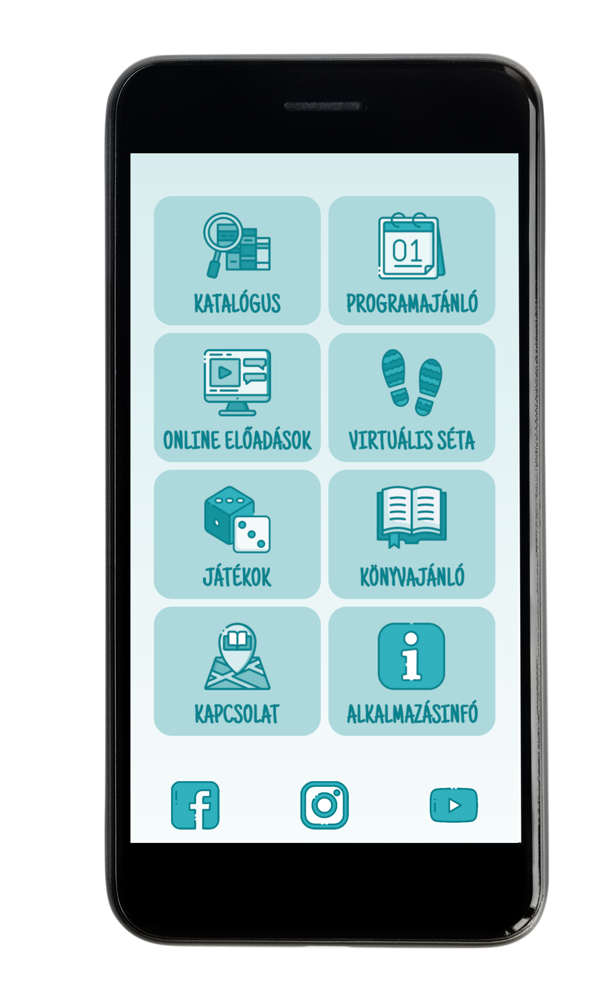 01
KATALÓGUS
PROGRAMAJÁNLÓ
ONLINE ELŐADÁSOK
VIRTUÁLIS SÉTA
JÁTÉKOK
KÖNYVAJÁNLÓ
i
KAPCSOLAT
ALKALMAZÁSINFÓ
f